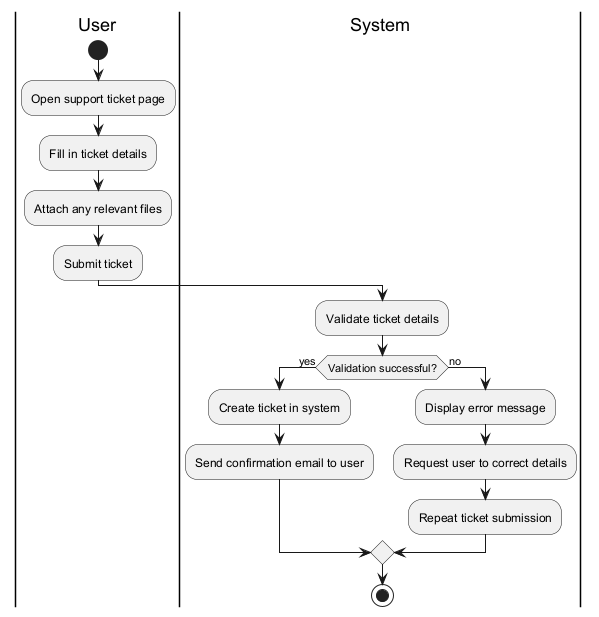 User
System
Open support ticket page
Fill in ticket details
Attach any relevant files
Submit ticket
Validate ticket details
yes
Validation successful?
no
Create ticket in system
Display error message
Send confirmation email to user
Request user to correct details
Repeat ticket submission